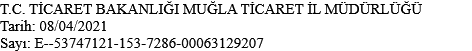 T.C. TİCARET BAKANLIĞI MUĞLA TİCARET İL MÜDÜRLÜĞÜ
Tarih: 08/04/2021
Sayı: E--53747121-153-7286-00063129207